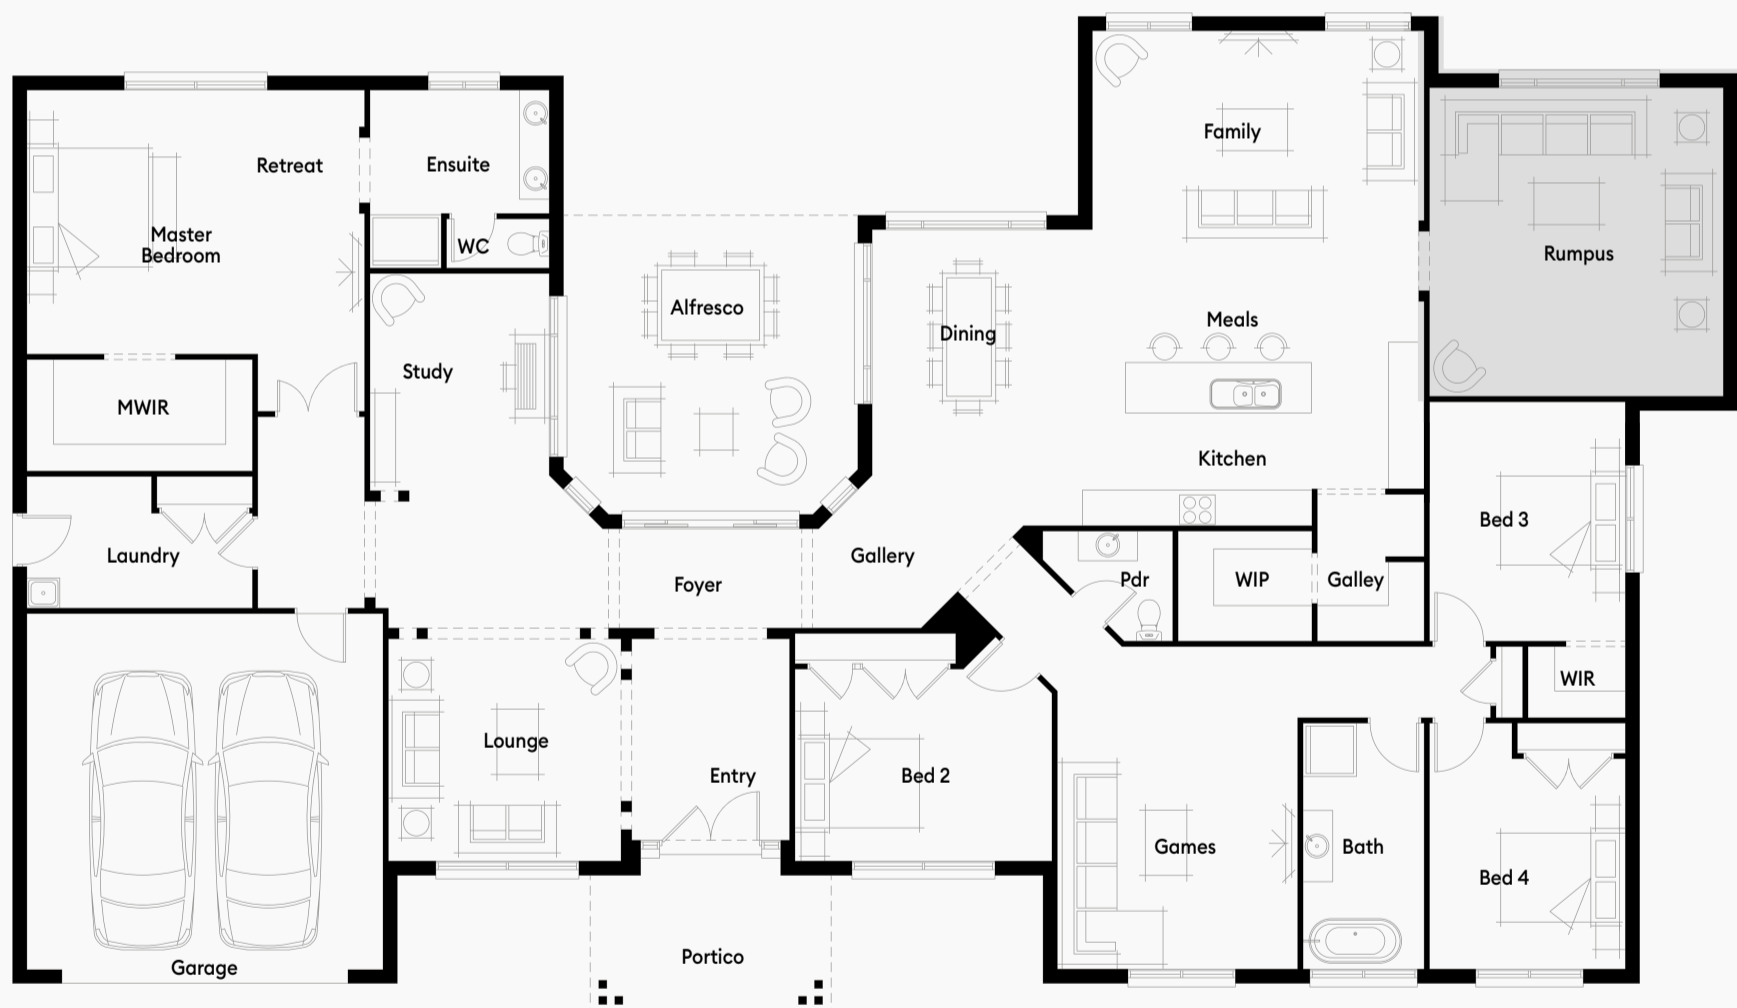 Family
Retreat
Ensuite
Master
Bedroom
WC
Rumpus
Alfresco
Dining
Meals
Study
MWIR
Kitchen
Bed 3
Laundry
Foyer
Gallery
Pdr
WIP
Galley
WIR
Lounge
Entry
Bed 2
Games
Bath
Bed 4
Portico
Garage